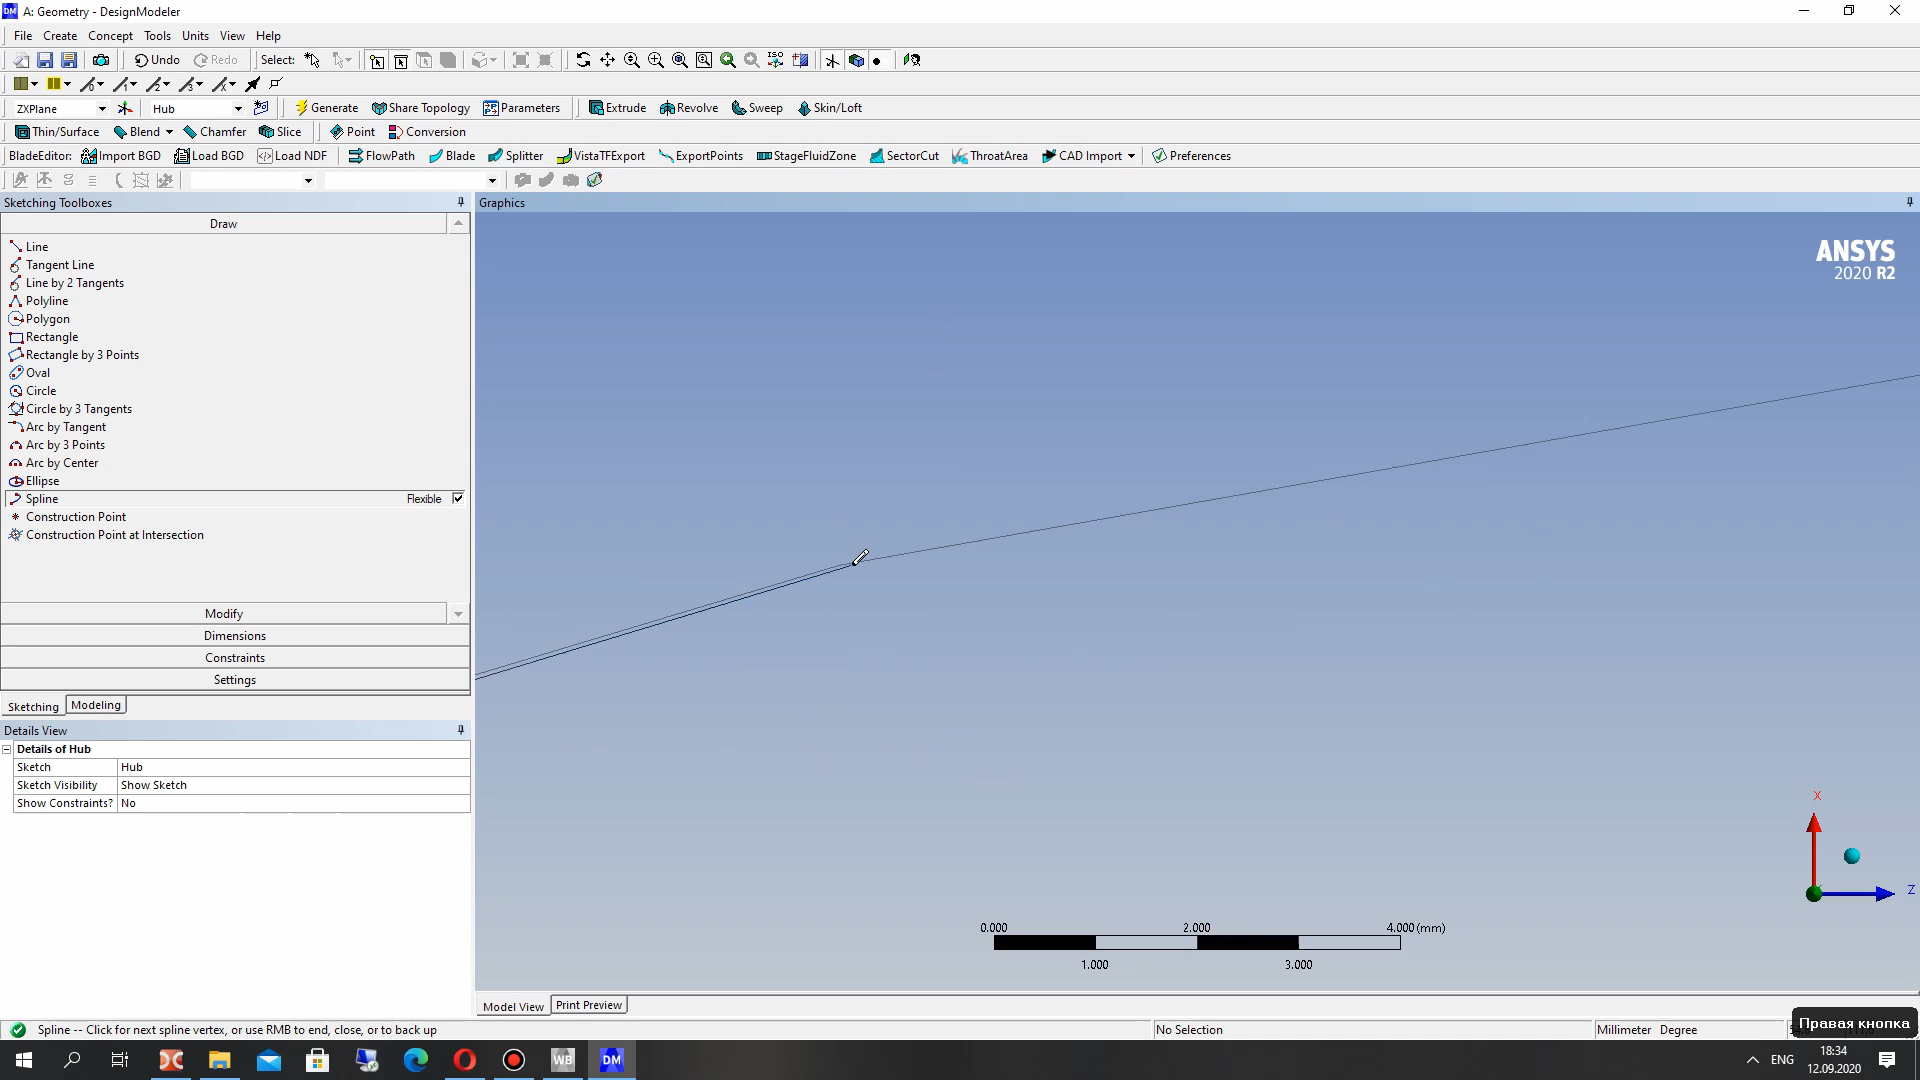 A: Geometry - DesignModeler
File Create Concept Tools Units View Help
Undo Redo Select: ISO
ZXPlane Hub Generate Share Topology Parameters Extrude Revolve Sweep Skin/Loft
Thin/Surface Blend Chamfer Slice Point Conversion
BladeEditor: Import BGD Load BGD Load NDF FlowPath Blade Splitter VistaTFExport ExportPoints StageFluidZone SectorCut ThroatArea CAD Import Preferences
Sketching Toolboxes
Draw
Line
Tangent Line
Line by 2 Tangents
Polyline
Polygon
Rectangle
Rectangle by 3 Points
Oval
Circle
Circle by 3 Tangents
Arc by Tangent
Arc by 3 Points
Arc by Center
Ellipse
Spline Flexible
Construction Point
Construction Point at Intersection
Modify
Dimensions
Constraints
Settings
Sketching Modeling
Details View
Details of Hub
Sketch Hub
Sketch Visibility Show Sketch
Show Constraints? No
Graphics
ANSYS
2020 R2
X
Z
0.000 2.000 4.000 (mm)
1.000 3.000
Model View Print Preview
Spline -- Click for next spline vertex, or use RMB to end, close, or to back up
No Selection
Millimeter Degree
Правая кнопка
WB DM
ENG
18:34
12.09.2020